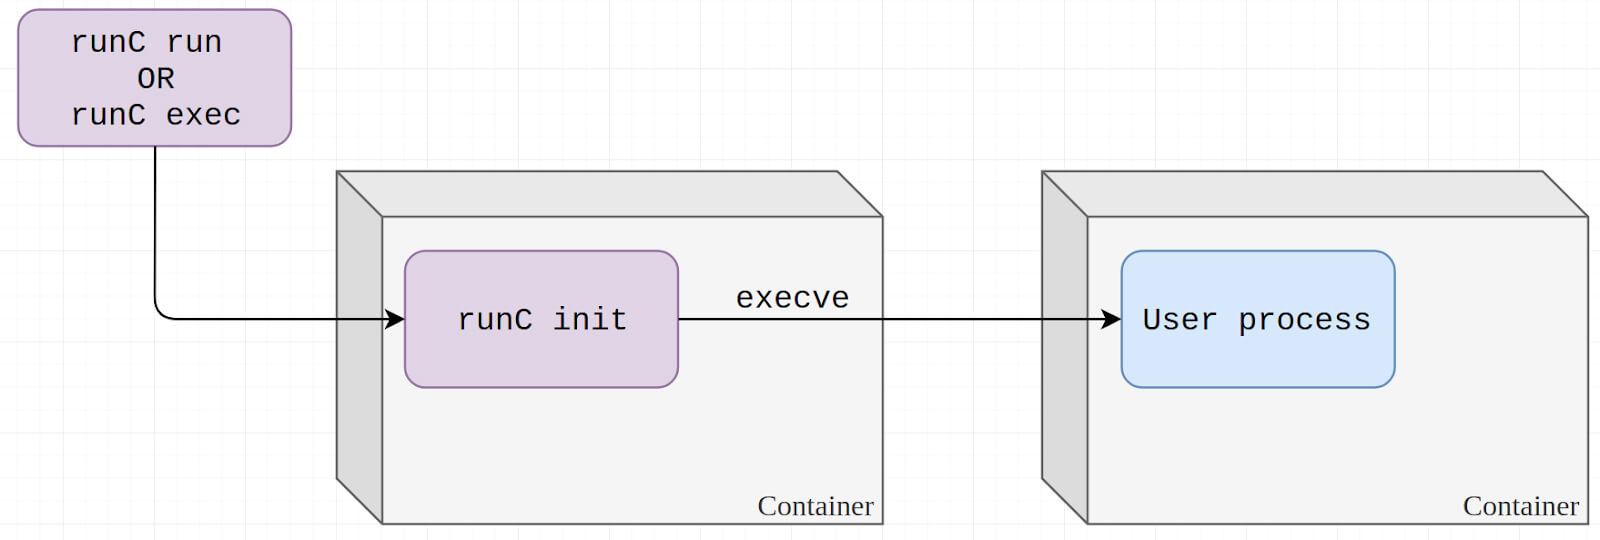 runC run
OR
runC exec
runC init
execve
User process
Container
Container